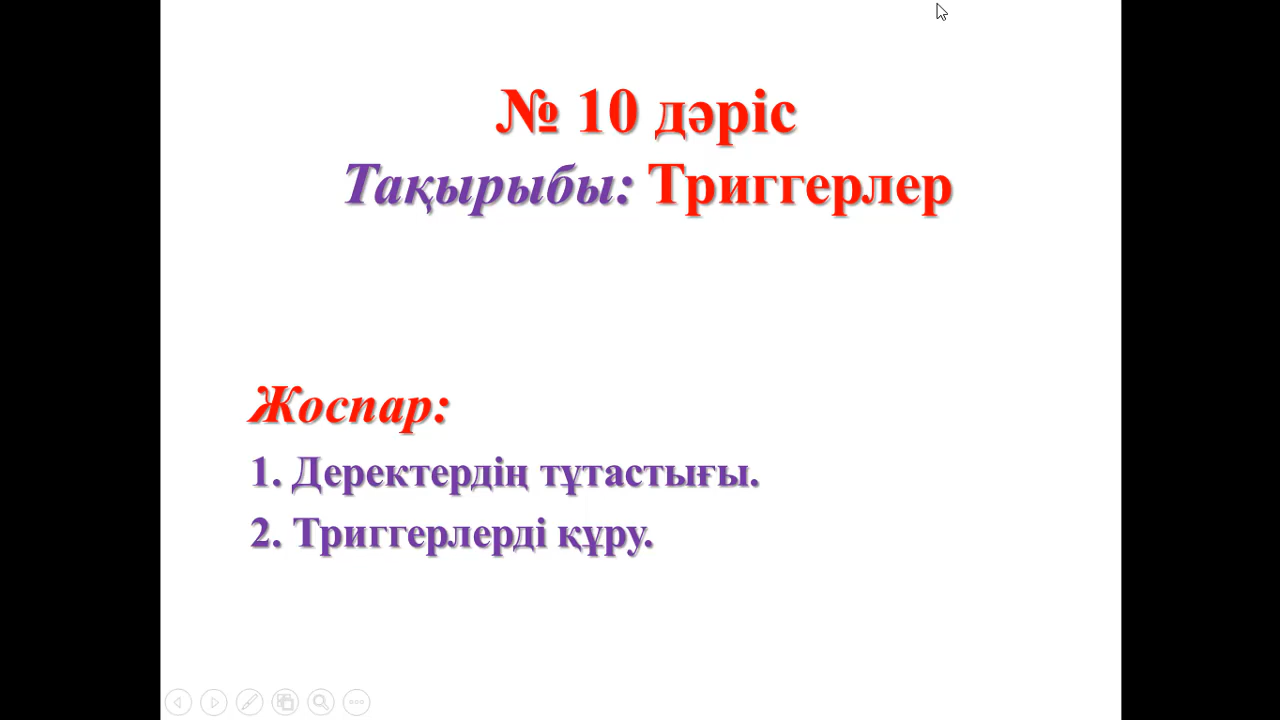 № 10 дәріс
Тақырыбы: Триггерлер
Жоспар:
1. Деректердің тұтастығы.
2. Триггерлерді құру.